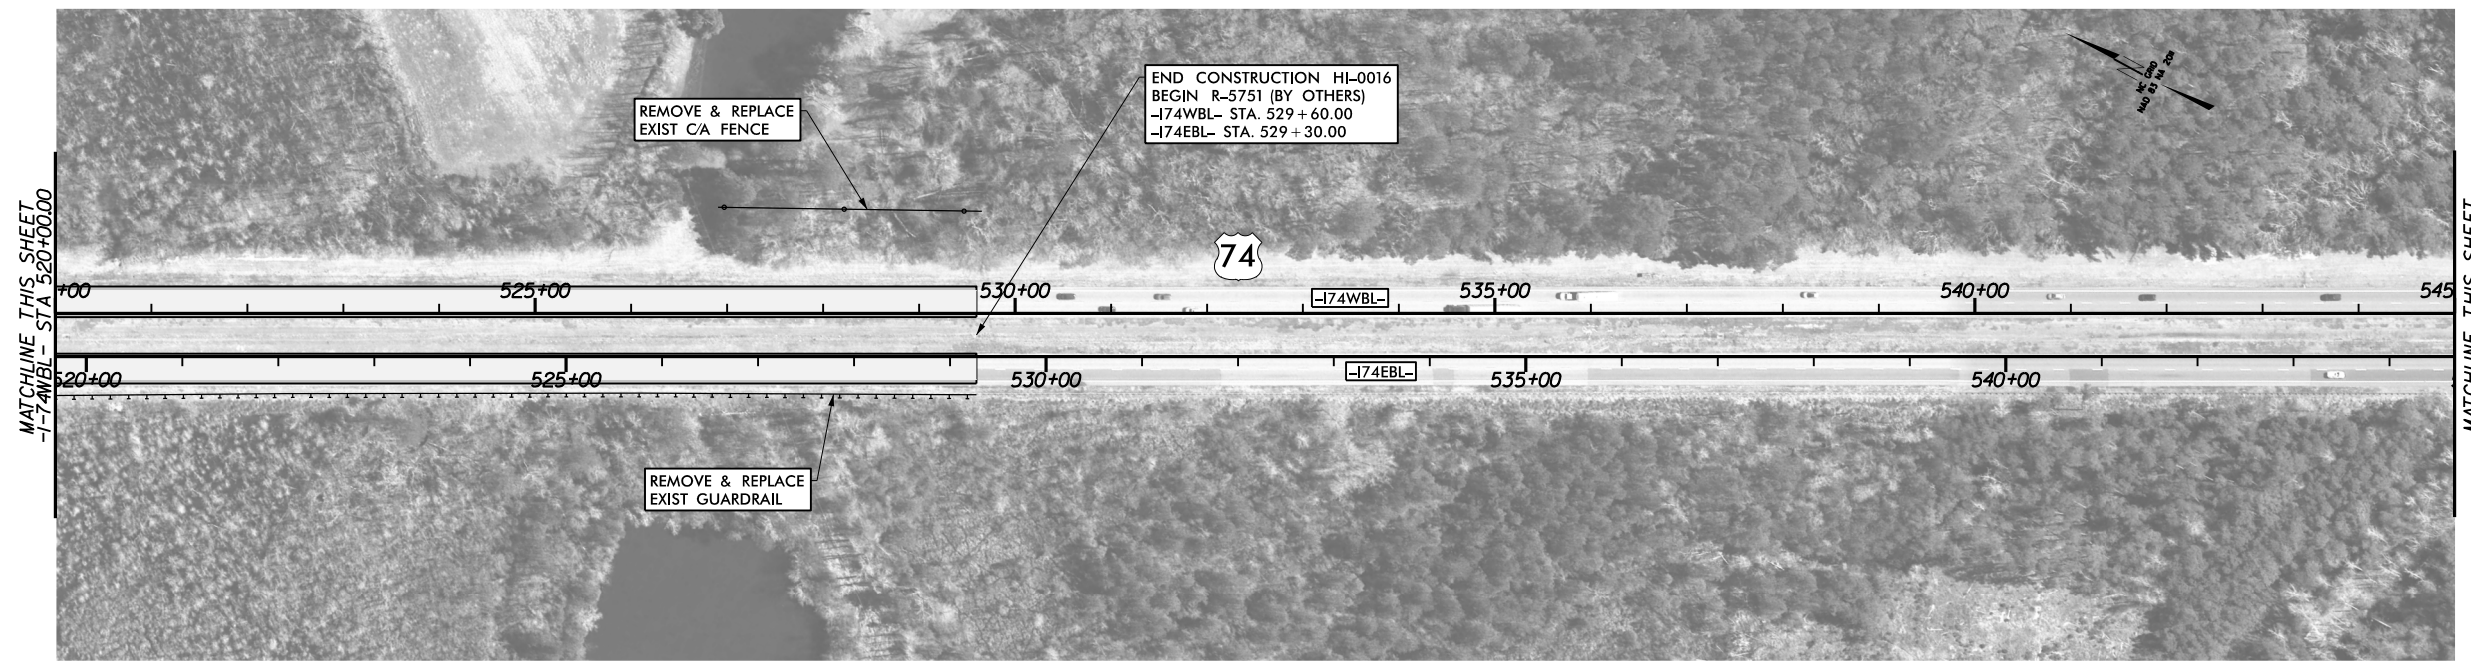 END CONSTRUCTION HI-0016
BEGIN R-5751 (BY OTHERS)
-I74WBL- STA. 529+60.00
-I74EBL- STA. 529+30.00
REMOVE & REPLACE
EXIST C/A FENCE
NC GRID
NAD 83 NA 2011
MATCHLINE THIS SHEET
-I-74WBL- STA 520+00.00
74
+00
525+00
530+00
-I74WBL-
535+00
540+00
545
520+00
525+00
530+00
-I74EBL-
535+00
540+00
REMOVE & REPLACE
EXIST GUARDRAIL
MATCHLINE THIS SHEET